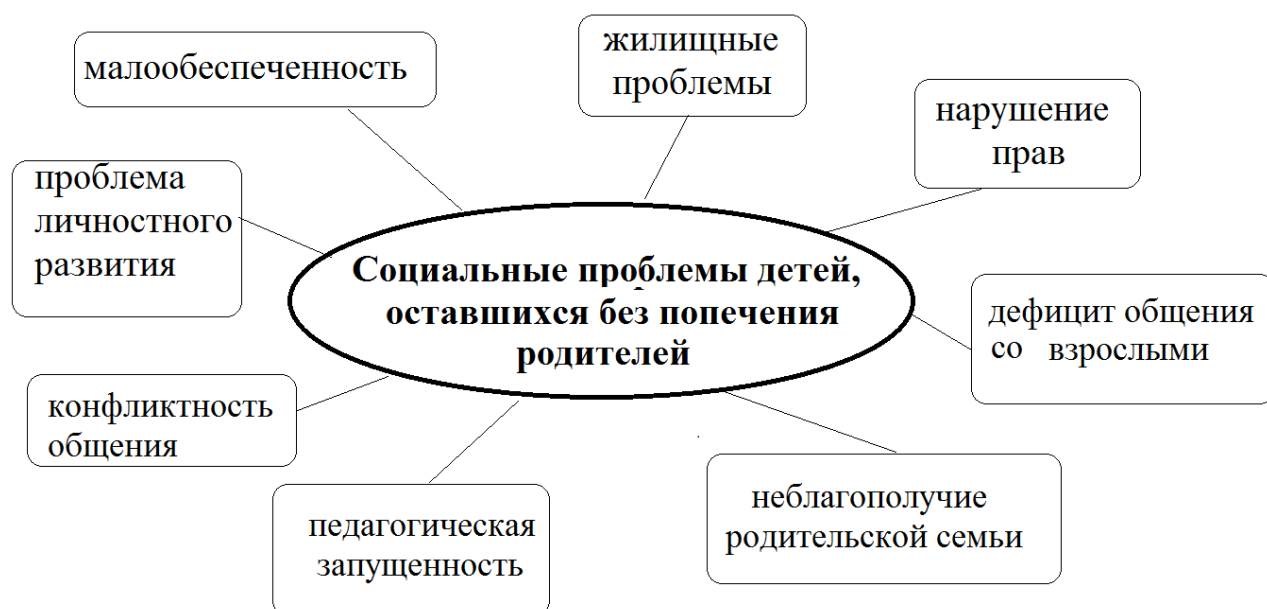 малообеспеченность
жилищные
проблемы
нарушение
прав
проблема
личностного
развития
Социальные проблемы детей,
оставшихся без попечения
родителей
дефицит общения
со взрослыми
конфликтность
общения
педагогическая
запущенность
неблагополучие
родительской семьи